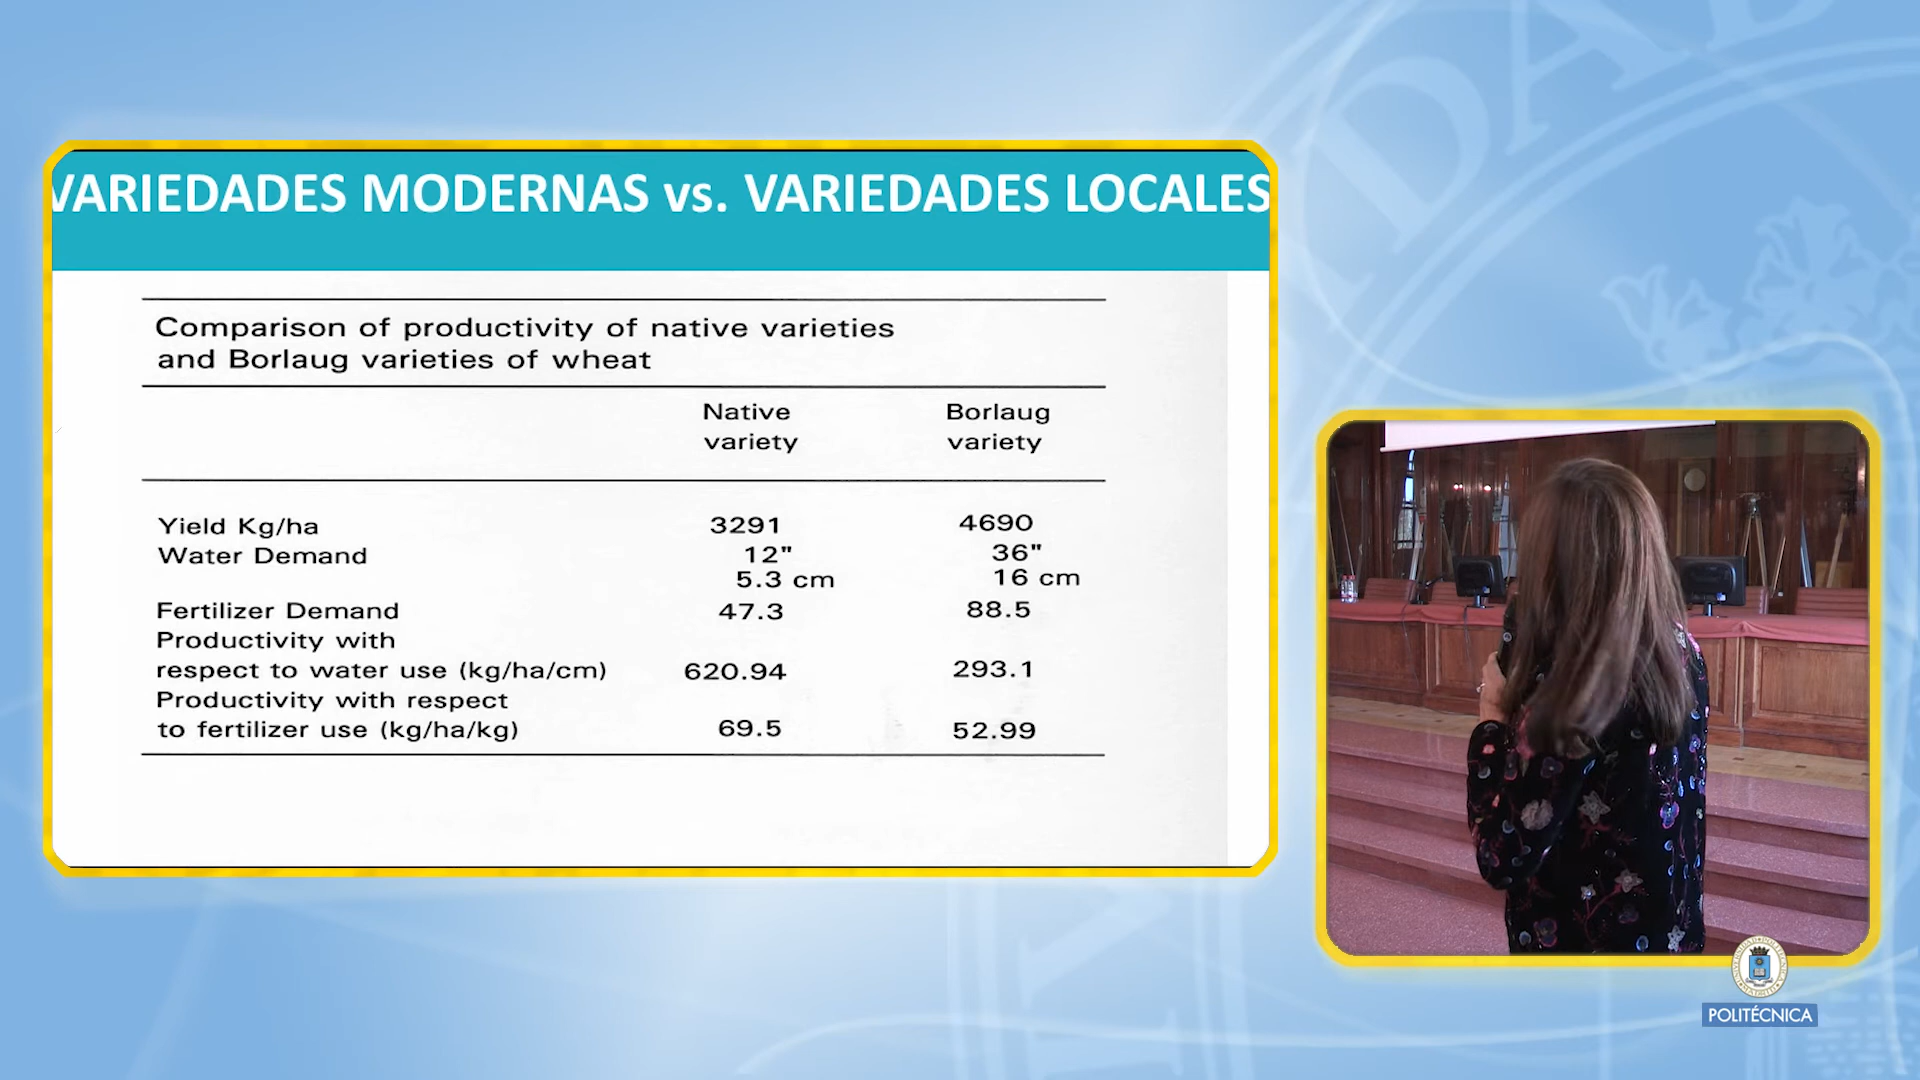 VARIEDADES MODERNAS vs. VARIEDADES LOCALES
Comparison of productivity of native varieties
and Borlaug varieties of wheat
Native variety
Borlaug variety
Yield Kg/ha 3291 4690
Water Demand 12" 36"
5.3 cm 16 cm
Fertilizer Demand 47.3 88.5
Productivity with
respect to water use (kg/ha/cm) 620.94 293.1
Productivity with respect
to fertilizer use (kg/ha/kg) 69.5 52.99
POLITÉCNICA